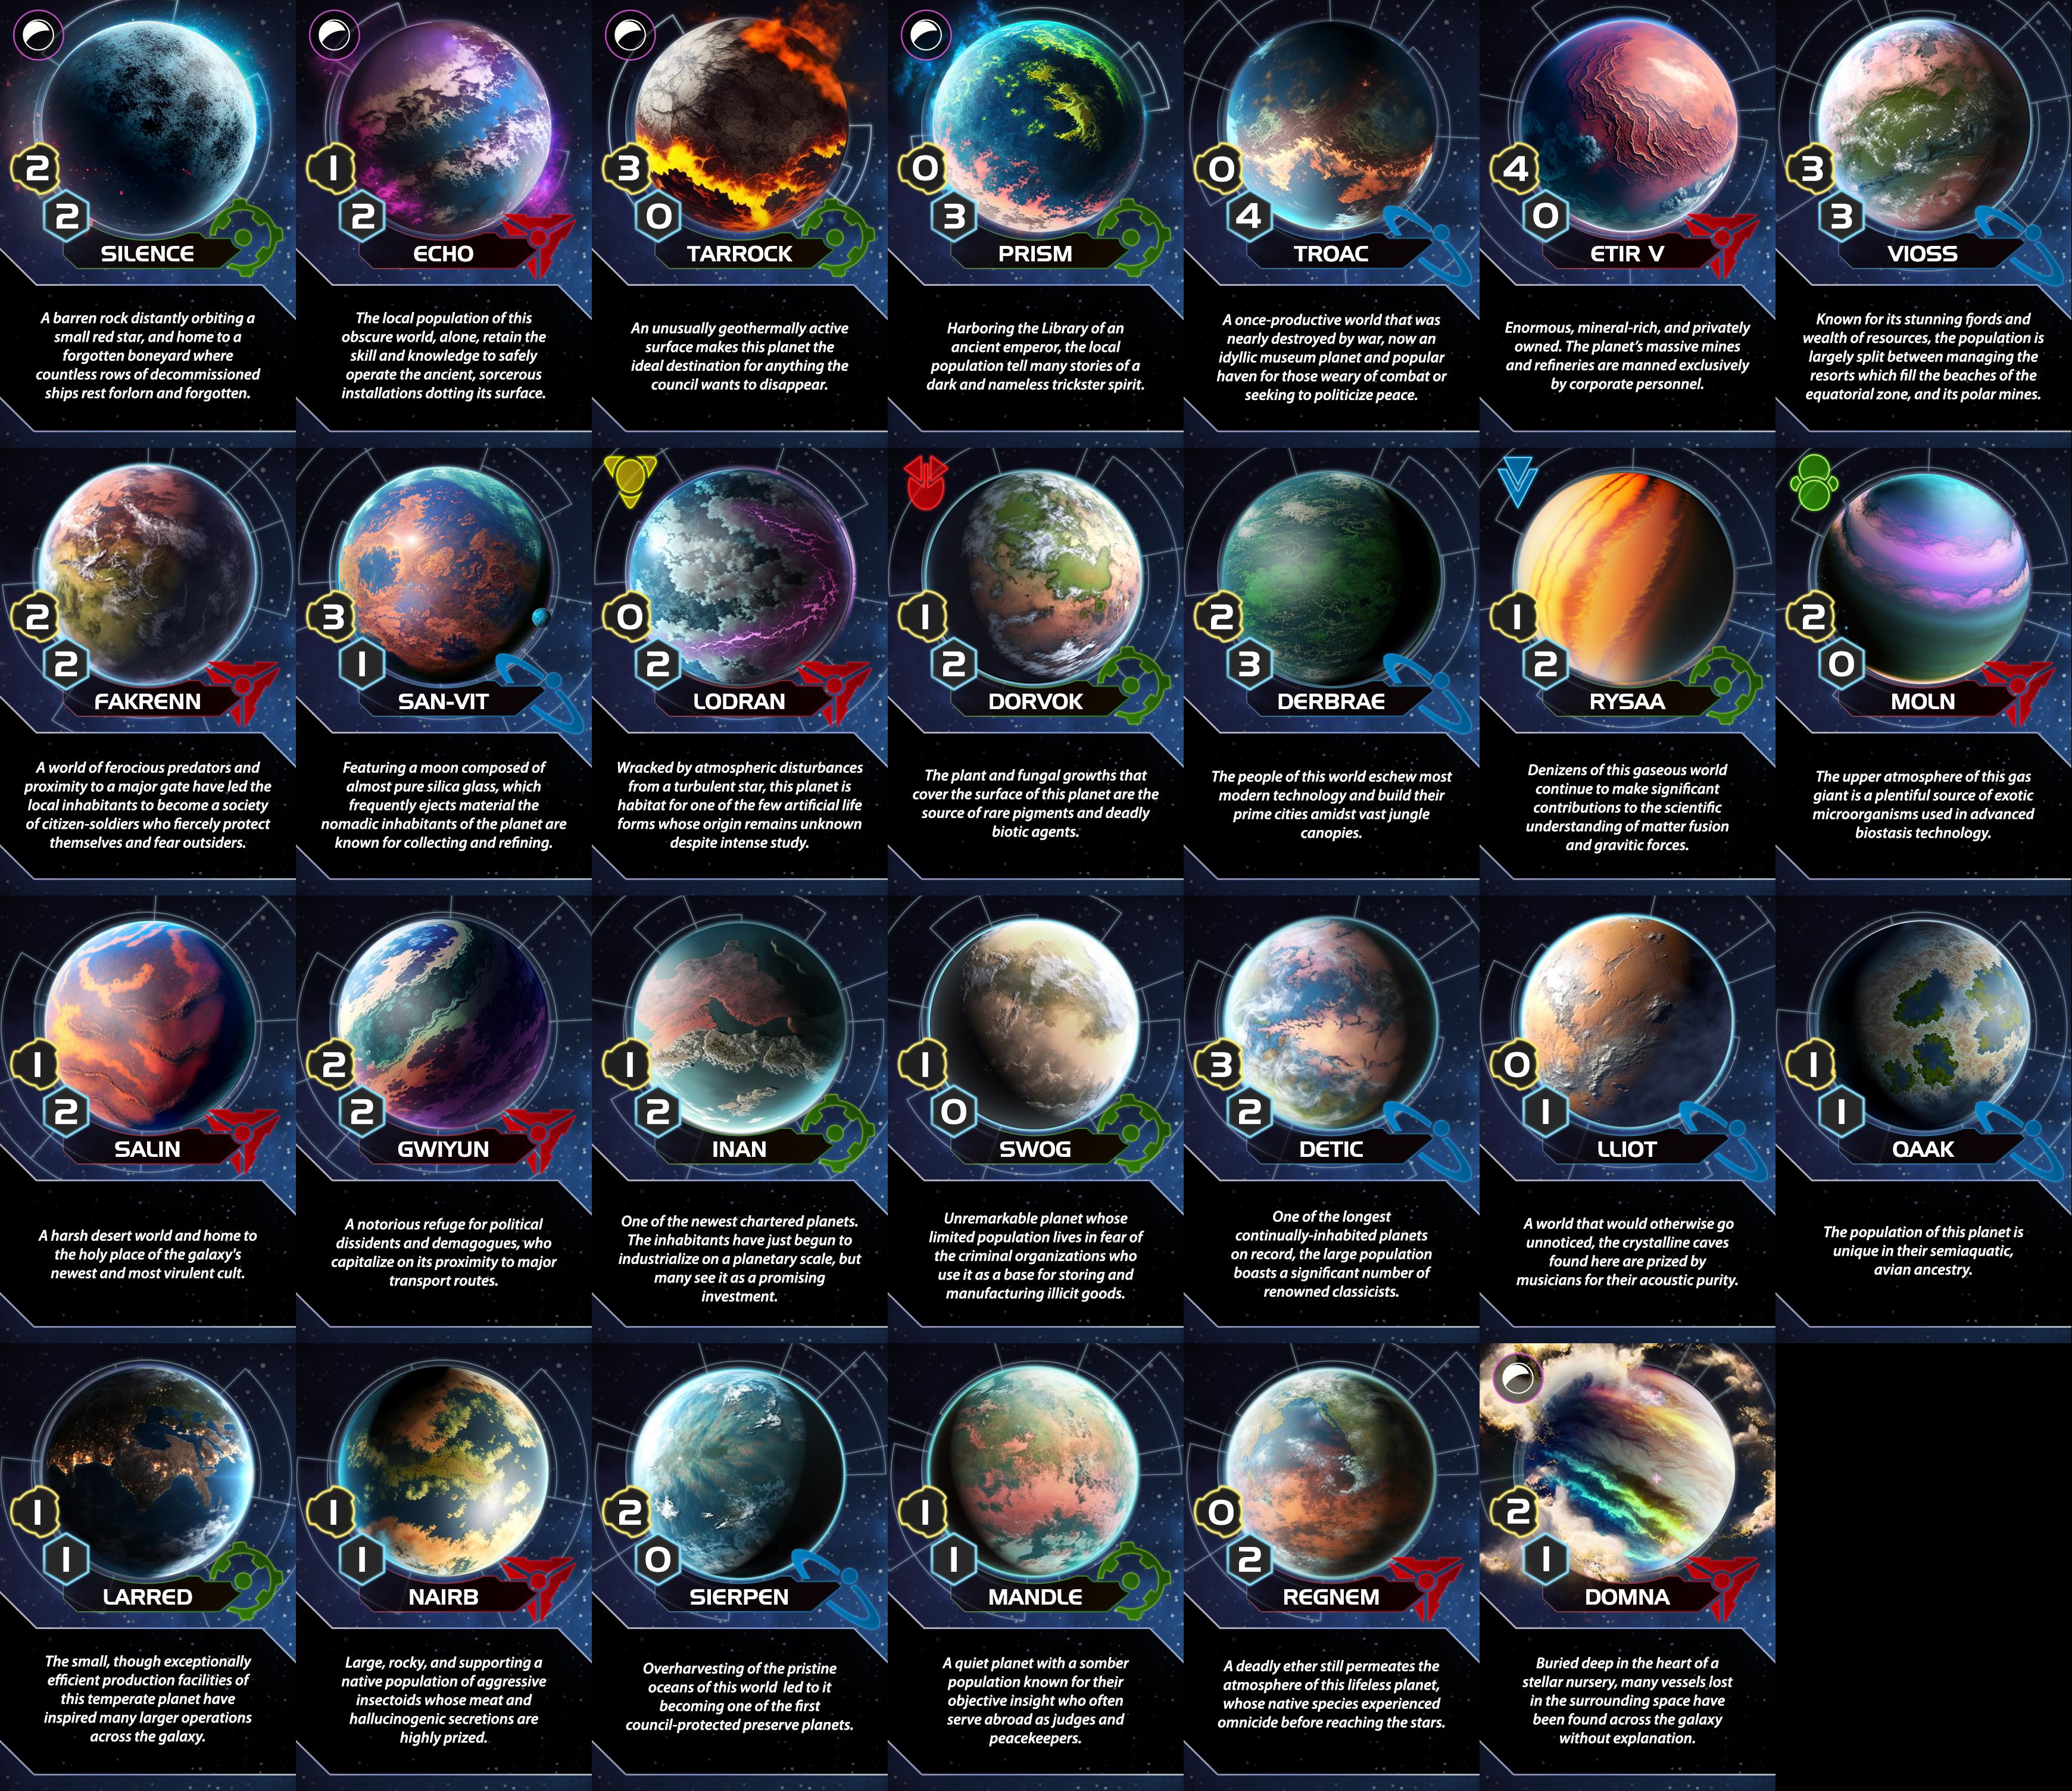 2
2
SILENCE
A barren rock distantly orbiting a
small red star, and home to a
forgotten boneyard where
countless rows of decommissioned
ships rest forlorn and forgotten.
1
2
ECHO
The local population of this
obscure world, alone, retain the
skill and knowledge to safely
operate the ancient, sorcerous
installations dotting its surface.
3
0
TARROCK
An unusually geothermally active
surface makes this planet the
ideal destination for anything the
council wants to disappear.
0
3
PRISM
Harboring the Library of an
ancient emperor, the local
population tell many stories of a
dark and nameless trickster spirit.
0
4
TROAC
A once-productive world that was
nearly destroyed by war, now an
idyllic museum planet and popular
haven for those weary of combat or
seeking to politicize peace.
4
0
ETIR V
Enormous, mineral-rich, and privately
owned. The planet's massive mines
and refineries are manned exclusively
by corporate personnel.
3
3
VIOSS
Known for its stunning fjords and
wealth of resources, the population is
largely split between managing the
resorts which fill the beaches of the
equatorial zone, and its polar mines.
2
2
FAKRENN
A world of ferocious predators and
proximity to a major gate have led the
local inhabitants to become a society
of citizen-soldiers who fiercely protect
themselves and fear outsiders.
3
1
SAN-VIT
Featuring a moon composed of
almost pure silica glass, which
frequently ejects material the
nomadic inhabitants of the planet are
known for collecting and refining.
0
2
LODRAN
Wracked by atmospheric disturbances
from a turbulent star, this planet is
habitat for one of the few artificial life
forms whose origin remains unknown
despite intense study.
1
2
DORVOK
The plant and fungal growths that
cover the surface of this planet are the
source of rare pigments and deadly
biotic agents.
2
3
DERBRAE
The people of this world eschew most
modern technology and build their
prime cities amidst vast jungle
canopies.
1
2
RYSAA
Denizens of this gaseous world
continue to make significant
contributions to the scientific
understanding of matter fusion
and gravitic forces.
2
0
MOLN
The upper atmosphere of this gas
giant is a plentiful source of exotic
microorganisms used in advanced
biostasis technology.
1
2
SALIN
A harsh desert world and home to
the holy place of the galaxy's
newest and most virulent cult.
2
2
GWIYUN
A notorious refuge for political
dissidents and demagogues, who
capitalize on its proximity to major
transport routes.
1
2
INAN
One of the newest chartered planets.
The inhabitants have just begun to
industrialize on a planetary scale, but
many see it as a promising
investment.
1
0
SWOG
Unremarkable planet whose
limited population lives in fear of
the criminal organizations who
use it as a base for storing and
manufacturing illicit goods.
3
2
DETIC
One of the longest
continually-inhabited planets
on record, the large population
boasts a significant number of
renowned classicists.
0
1
LLIOT
A world that would otherwise go
unnoticed, the crystalline caves
found here are prized by
musicians for their acoustic purity.
1
1
QAAK
The population of this planet is
unique in their semiaquatic,
avian ancestry.
1
1
LARRED
The small, though exceptionally
efficient production facilities of
this temperate planet have
inspired many larger operations
across the galaxy.
1
1
NAIRB
Large, rocky, and supporting a
native population of aggressive
insectoids whose meat and
hallucinogenic secretions are
highly prized.
2
0
SIERPEN
Overharvesting of the pristine
oceans of this world led to it
becoming one of the first
council-protected preserve planets.
1
1
MANDLE
A quiet planet with a somber
population known for their
objective insight who often
serve abroad as judges and
peacekeepers.
0
2
REGNEM
A deadly ether still permeates the
atmosphere of this lifeless planet,
whose native species experienced
omnicide before reaching the stars.
2
1
DOMNA
Buried deep in the heart of a
stellar nursery, many vessels lost
in the surrounding space have
been found across the galaxy
without explanation.